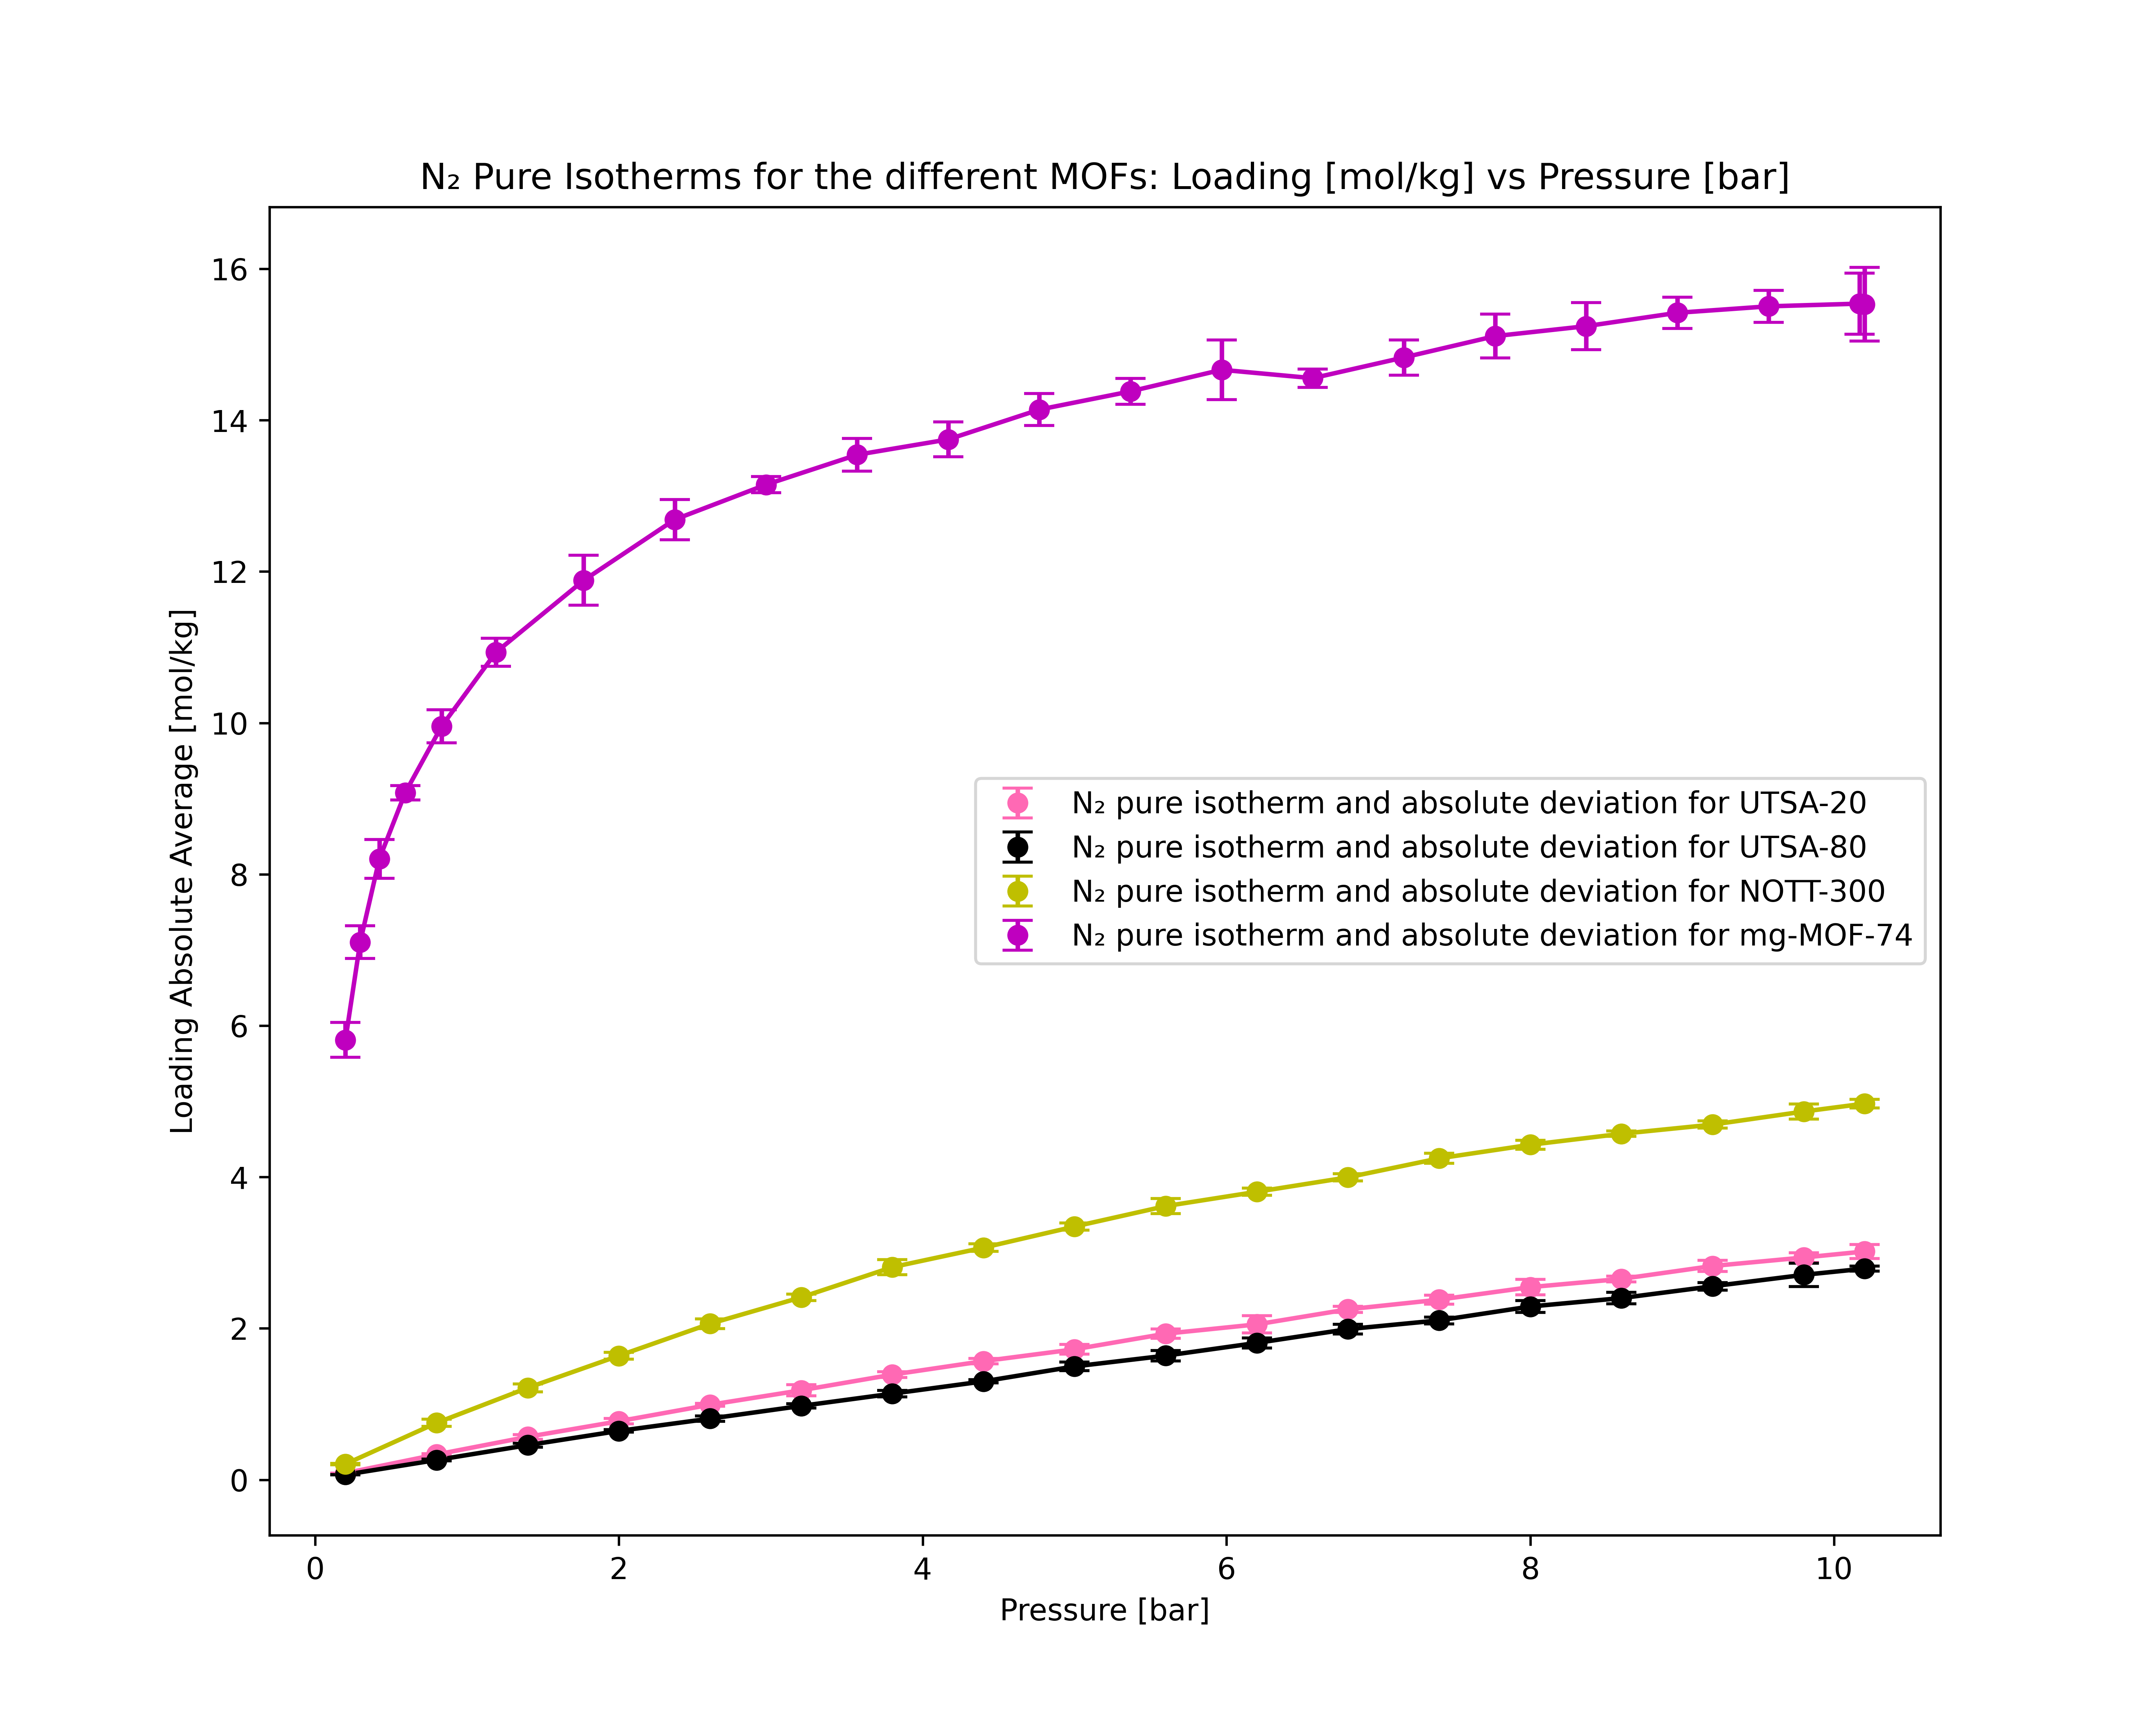 N₂ Pure Isotherms for the different MOFs: Loading [mol/kg] vs Pressure [bar]
Loading Absolute Average [mol/kg]
16
14
12
10
8
6
4
2
0
N₂ pure isotherm and absolute deviation for UTSA-20
N₂ pure isotherm and absolute deviation for UTSA-80
N₂ pure isotherm and absolute deviation for NOTT-300
N₂ pure isotherm and absolute deviation for mg-MOF-74
0 2 4 6 8 10
Pressure [bar]